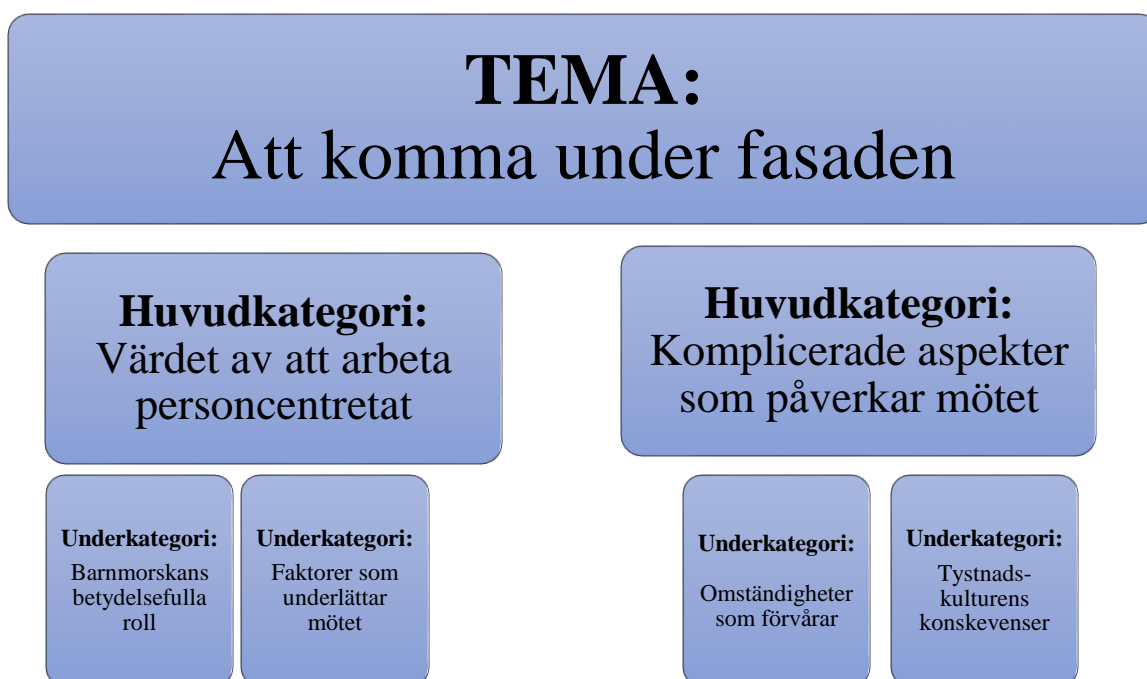 TEMA:
Att komma under fasaden
Huvudkategori:
Värdet av att arbeta
personcentretat
Huvudkategori:
Komplicerade aspekter
som påverkar mötet
Underkategori:
Barnmorskans
betydelsefulla
roll
Underkategori:
Faktorer som
underlättar
mötet
Underkategori:
Omständigheter
som förvårar
Underkategori:
Tystnads-
kulturens
konskevenser